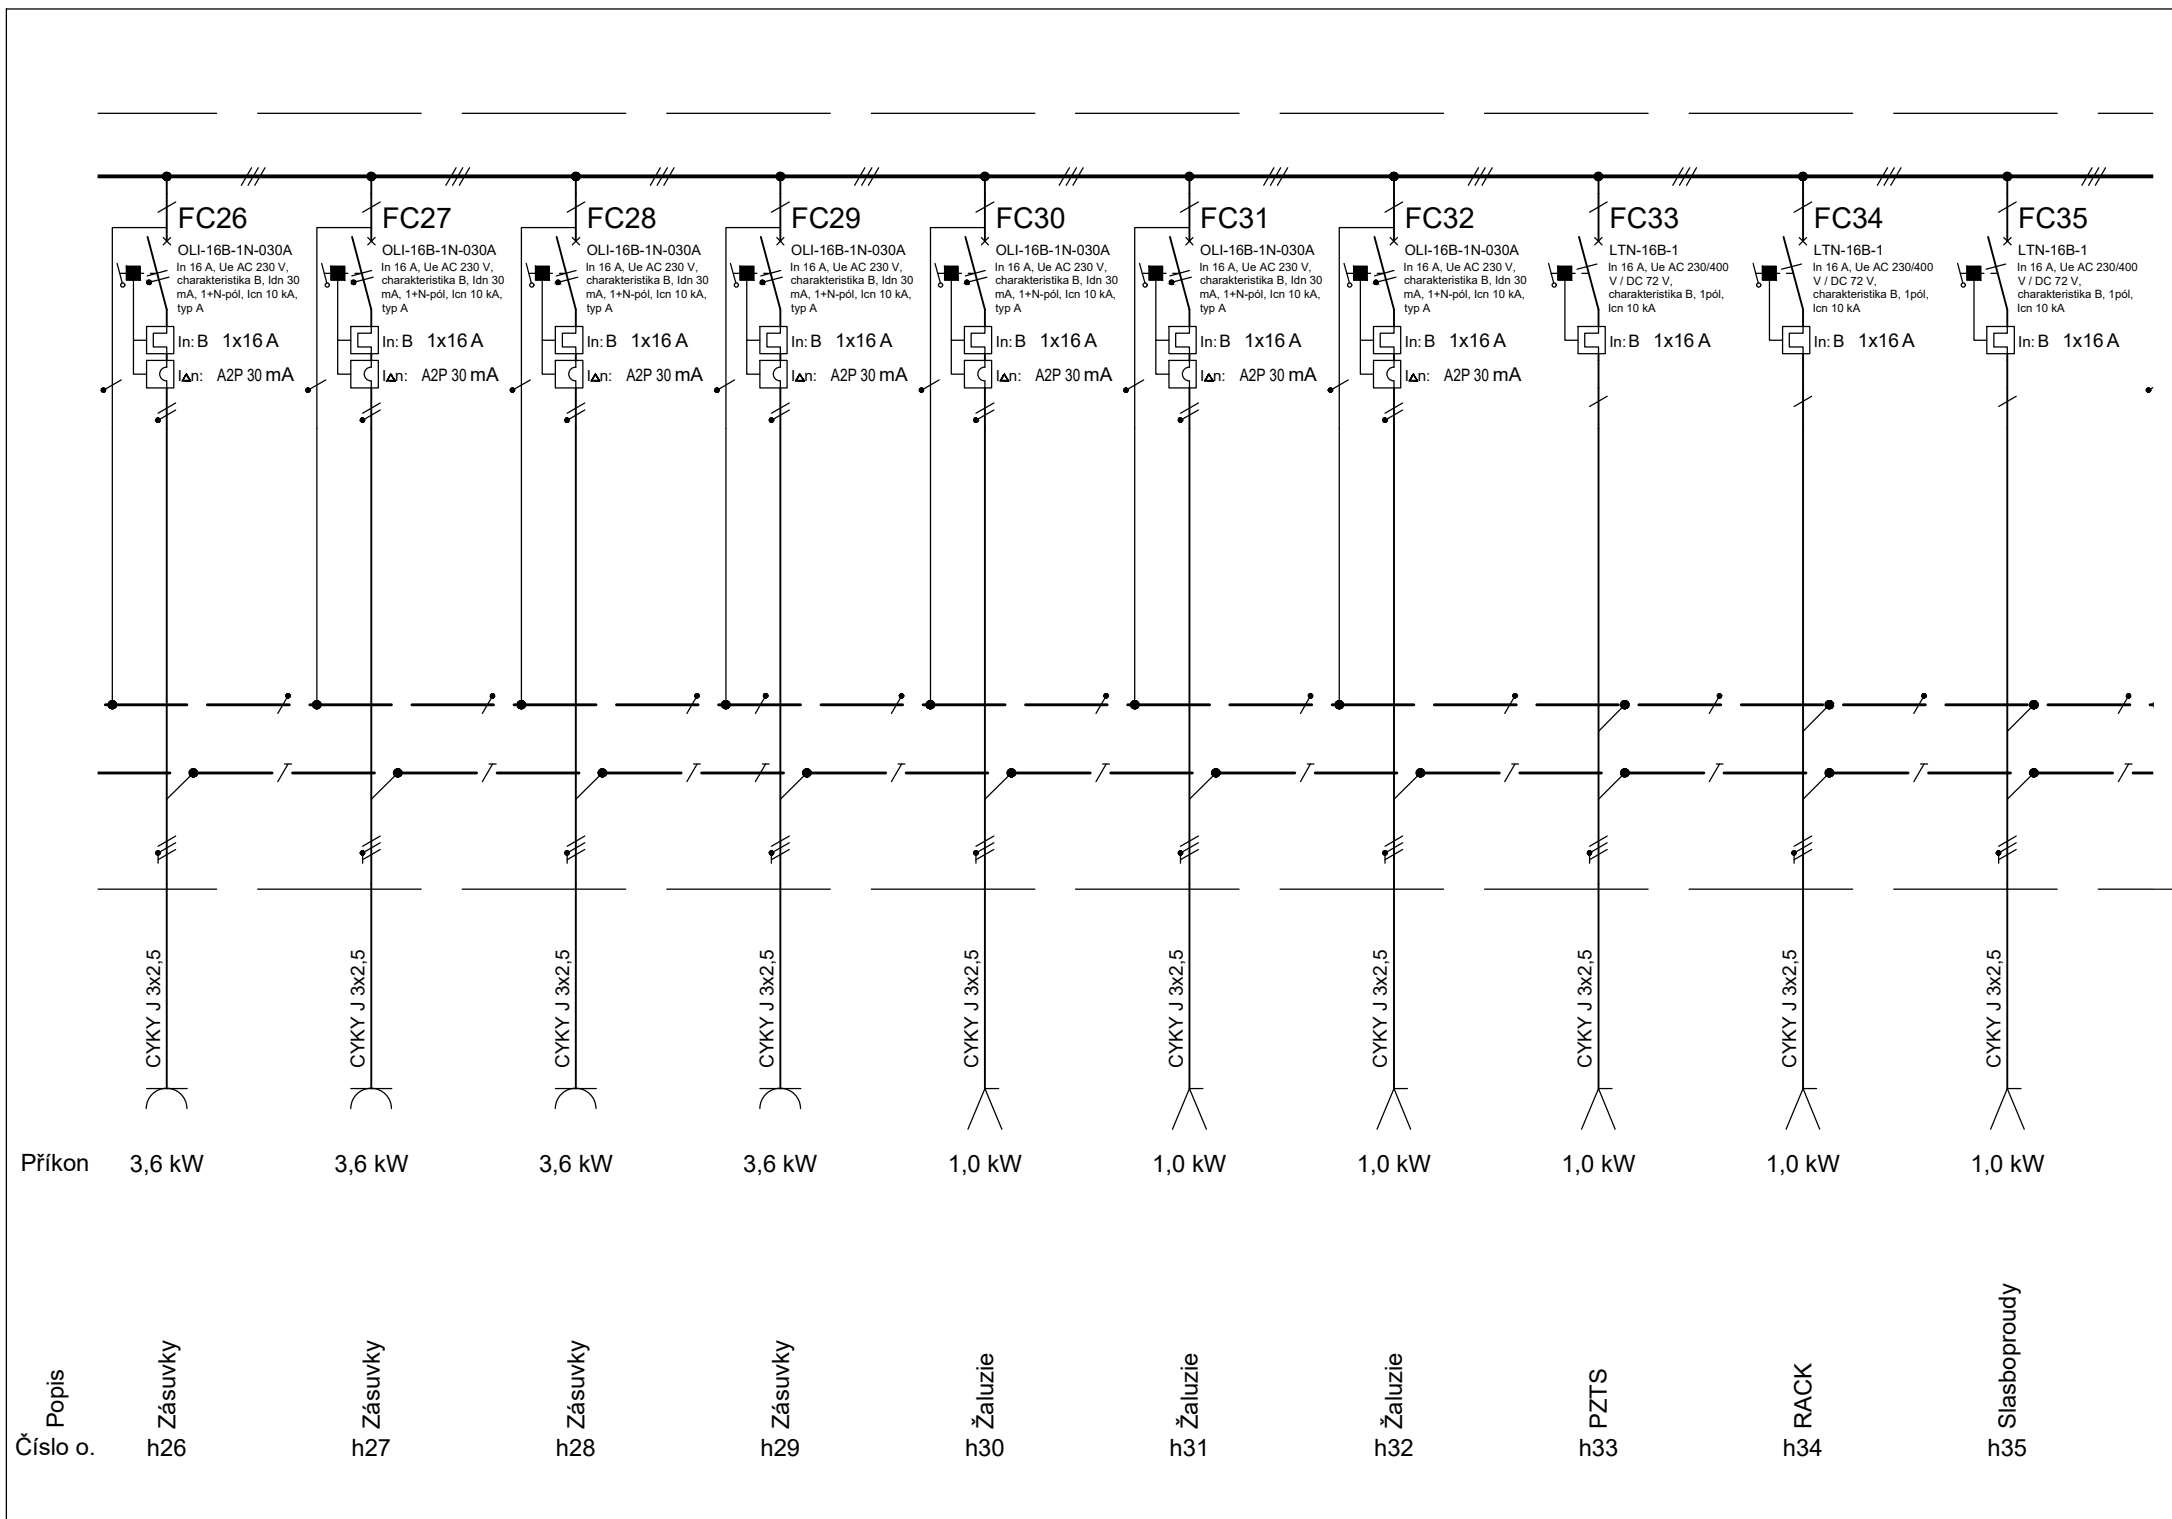 FC26
OLI-16B-1N-030A
In 16 A, Ue AC 230 V,
charakteristika B, Idn 30
mA, 1+N-pól, Icn 10 kA,
typ A
In: B 1x16 A
IΔn: A2P 30 mA
FC27
OLI-16B-1N-030A
In 16 A, Ue AC 230 V,
charakteristika B, Idn 30
mA, 1+N-pól, Icn 10 kA,
typ A
In: B 1x16 A
IΔn: A2P 30 mA
FC28
OLI-16B-1N-030A
In 16 A, Ue AC 230 V,
charakteristika B, Idn 30
mA, 1+N-pól, Icn 10 kA,
typ A
In: B 1x16 A
IΔn: A2P 30 mA
FC29
OLI-16B-1N-030A
In 16 A, Ue AC 230 V,
charakteristika B, Idn 30
mA, 1+N-pól, Icn 10 kA,
typ A
In: B 1x16 A
IΔn: A2P 30 mA
FC30
OLI-16B-1N-030A
In 16 A, Ue AC 230 V,
charakteristika B, Idn 30
mA, 1+N-pól, Icn 10 kA,
typ A
In: B 1x16 A
IΔn: A2P 30 mA
FC31
OLI-16B-1N-030A
In 16 A, Ue AC 230 V,
charakteristika B, Idn 30
mA, 1+N-pól, Icn 10 kA,
typ A
In: B 1x16 A
IΔn: A2P 30 mA
FC32
OLI-16B-1N-030A
In 16 A, Ue AC 230 V,
charakteristika B, Idn 30
mA, 1+N-pól, Icn 10 kA,
typ A
In: B 1x16 A
IΔn: A2P 30 mA
FC33
LTN-16B-1
In 16 A, Ue AC 230/400
V / DC 72 V,
charakteristika B, 1pól,
Icn 10 kA
In: B 1x16 A
FC34
LTN-16B-1
In 16 A, Ue AC 230/400
V / DC 72 V,
charakteristika B, 1pól,
Icn 10 kA
In: B 1x16 A
FC35
LTN-16B-1
In 16 A, Ue AC 230/400
V / DC 72 V,
charakteristika B, 1pól,
Icn 10 kA
In: B 1x16 A
CYKY J 3x2,5
CYKY J 3x2,5
CYKY J 3x2,5
CYKY J 3x2,5
CYKY J 3x2,5
CYKY J 3x2,5
CYKY J 3x2,5
CYKY J 3x2,5
CYKY J 3x2,5
CYKY J 3x2,5
Příkon 3,6 kW 3,6 kW 3,6 kW 3,6 kW 1,0 kW 1,0 kW 1,0 kW 1,0 kW 1,0 kW 1,0 kW
Popis
Zásuvky
Zásuvky
Zásuvky
Zásuvky
Žaluzie
Žaluzie
Žaluzie
PZTS
RACK
Slasboproudy
Číslo o. h26 h27 h28 h29 h30 h31 h32 h33 h34 h35